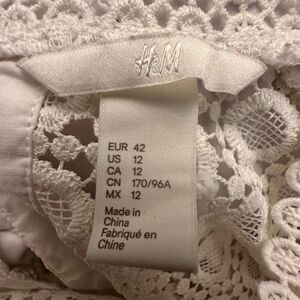 H&M
EUR 42
US 12
CA 12
CN 170/96A
MX 12
Made in
China
Fabriqué en
Chine